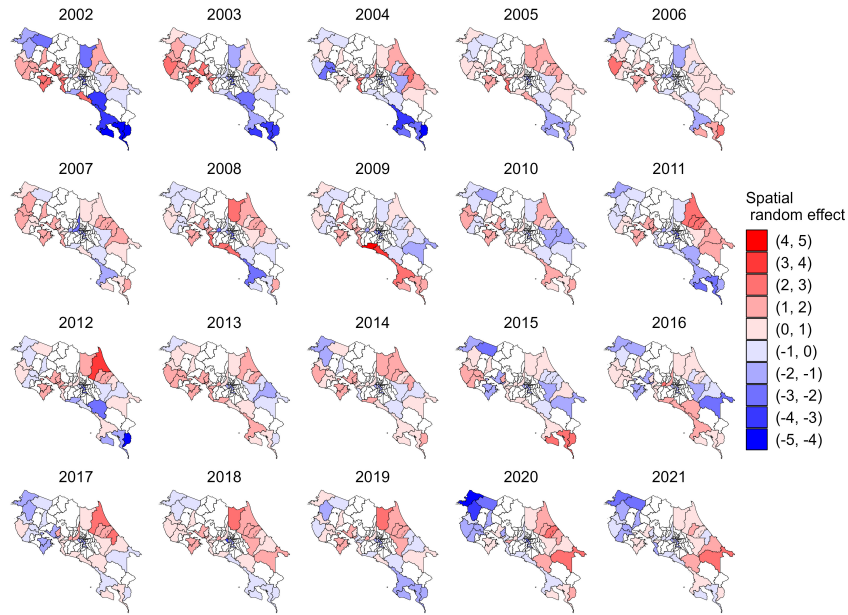 2002 2003 2004 2005 2006
2007 2008 2009 2010 2011
Spatial
random effect
(4, 5)
(3, 4)
(2, 3)
(1, 2)
(0, 1)
(-1, 0)
(-2, -1)
(-3, -2)
(-4, -3)
(-5, -4)
2012 2013 2014 2015 2016
2017 2018 2019 2020 2021